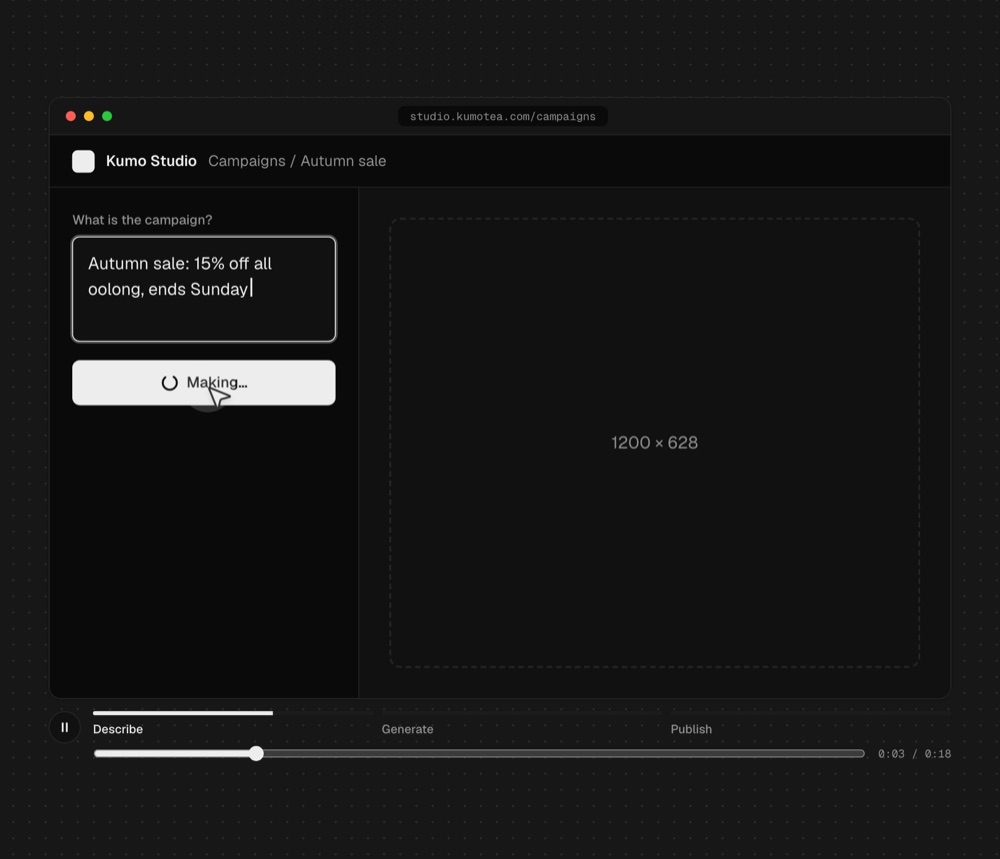 studio.kumotea.com/campaigns
Kumo Studio Campaigns / Autumn sale
What is the campaign?
Autumn sale: 15% off all
oolong, ends Sunday
Making...
1200 × 628
Describe
Generate
Publish
0:03 / 0:18